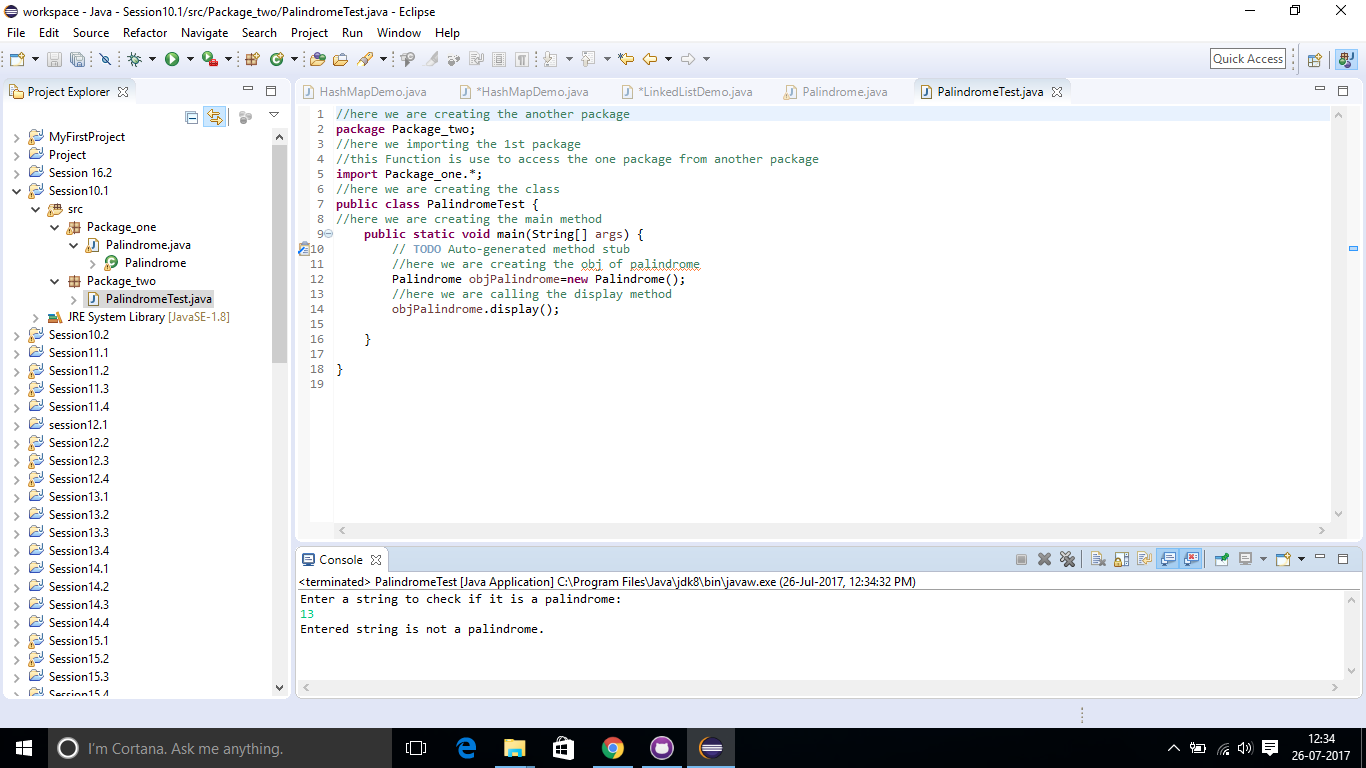 workspace - Java - Session10.1/src/Package_two/PalindromeTest.java - Eclipse
File Edit Source Refactor Navigate Search Project Run Window Help
Quick Access
Project Explorer
HashMapDemo.java *HashMapDemo.java *LinkedListDemo.java Palindrome.java PalindromeTest.java
MyFirstProject
Project
Session 16.2
Session10.1
src
Package_one
Palindrome.java
Palindrome
Package_two
PalindromeTest.java
JRE System Library [JavaSE-1.8]
Session10.2
Session11.1
Session11.2
Session11.3
Session11.4
session12.1
Session12.2
Session12.3
Session12.4
Session13.1
Session13.2
Session13.3
Session13.4
Session14.1
Session14.2
Session14.3
Session14.4
Session15.1
Session15.2
Session15.3
Session15.4
1 //here we are creating the another package
2 package Package_two;
3 //here we importing the 1st package
4 //this Function is use to access the one package from another package
5 import Package_one.*;
6 //here we are creating the class
7 public class PalindromeTest {
8 //here we are creating the main method
9 public static void main(String[] args) {
10 // TODO Auto-generated method stub
11 //here we are creating the obj of palindrome
12 Palindrome objPalindrome=new Palindrome();
13 //here we are calling the display method
14 objPalindrome.display();
15
16 }
17
18 }
19
Console
<terminated> PalindromeTest [Java Application] C:\Program Files\Java\jdk8\bin\javaw.exe (26-Jul-2017, 12:34:32 PM)
Enter a string to check if it is a palindrome:
13
Entered string is not a palindrome.
I'm Cortana. Ask me anything.
12:34
26-07-2017